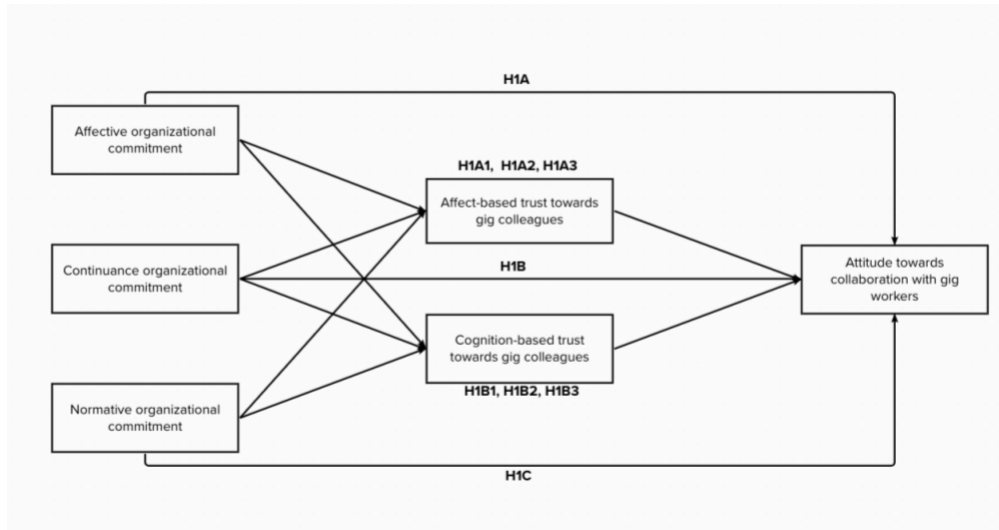 H1A
Affective organizational
commitment
H1A1, H1A2, H1A3
Affect-based trust towards
gig colleagues
Continuance organizational
commitment
H1B
Attitude towards
collaboration with gig
workers
Cognition-based trust
towards gig colleagues
H1B1, H1B2, H1B3
Normative organizational
commitment
H1C